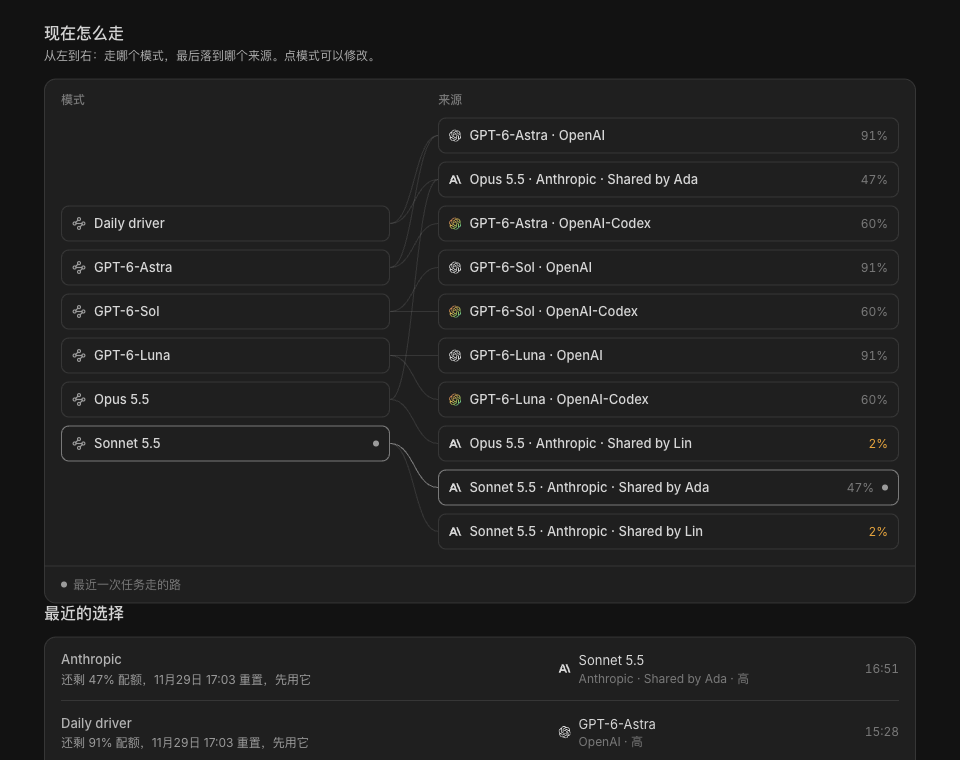 现在怎么走
从左到右：走哪个模式，最后落到哪个来源。点模式可以修改。
模式
来源
GPT-6-Astra · OpenAI 91%
Opus 5.5 · Anthropic · Shared by Ada 47%
Daily driver
GPT-6-Astra · OpenAI-Codex 60%
GPT-6-Astra
GPT-6-Sol · OpenAI 91%
GPT-6-Sol
GPT-6-Sol · OpenAI-Codex 60%
GPT-6-Luna
GPT-6-Luna · OpenAI 91%
Opus 5.5
GPT-6-Luna · OpenAI-Codex 60%
Sonnet 5.5
Opus 5.5 · Anthropic · Shared by Lin 2%
Sonnet 5.5 · Anthropic · Shared by Ada 47%
Sonnet 5.5 · Anthropic · Shared by Lin 2%
最近一次任务走的路
最近的选择
Anthropic
还剩 47% 配额，11月29日 17:03 重置，先用它
Sonnet 5.5
Anthropic · Shared by Ada · 高
16:51
Daily driver
还剩 91% 配额，11月29日 17:03 重置，先用它
GPT-6-Astra
OpenAI · 高
15:28